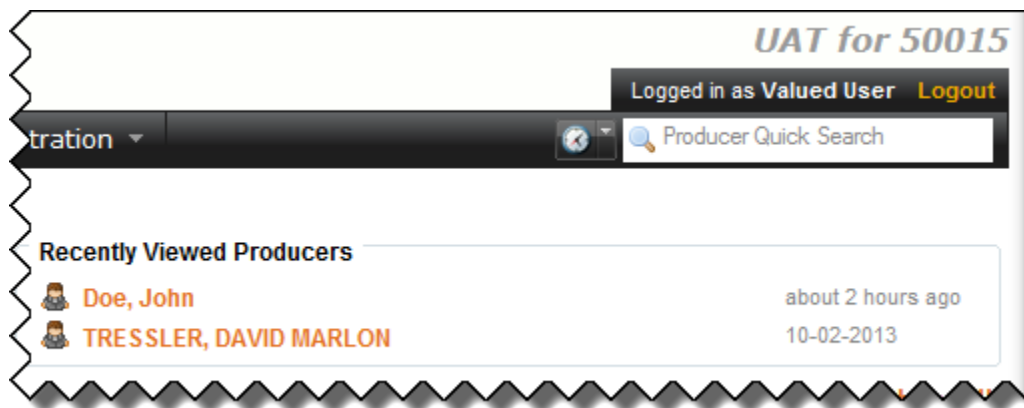 UAT for 50015
Logged in as Valued User Logout
tration
Producer Quick Search
Recently Viewed Producers
Doe, John about 2 hours ago
TRESSLER, DAVID MARLON 10-02-2013